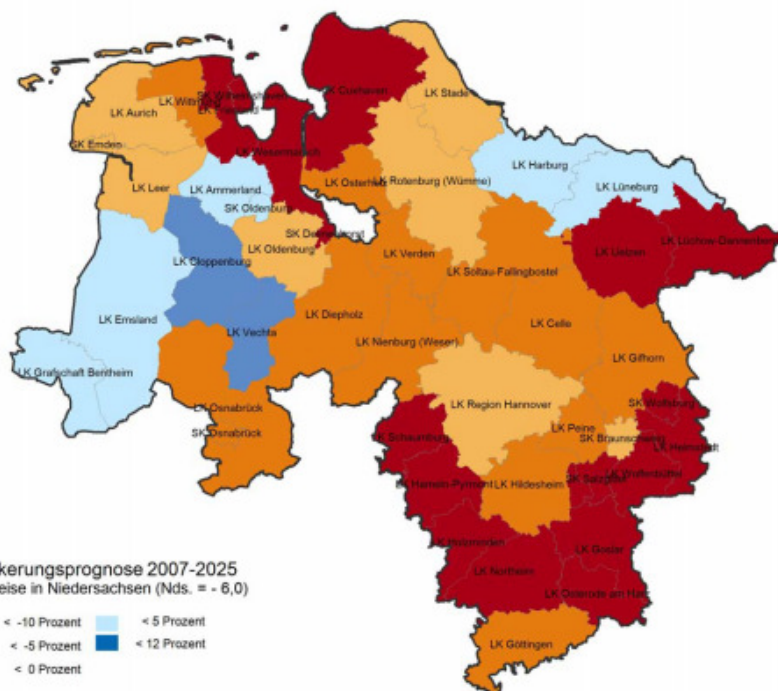 LK Cuxhaven
LK Stade
SK Wilhelmshaven
LK Wittmund
LK Friesland
LK Aurich
SK Emden
LK Wesermarsch
LK Harburg
LK Osterholz
LK Rotenburg (Wümme)
LK Leer
LK Ammerland
LK Lüneburg
SK Oldenburg
SK Delmenhorst
LK Lüchow-Dannenberg
LK Oldenburg
LK Verden
LK Uelzen
LK Cloppenburg
LK Soltau-Fallingbostel
LK Emsland
LK Diepholz
LK Celle
LK Vechta
LK Nienburg (Weser)
LK Gifhorn
LK Grafschaft Bentheim
SK Wolfsburg
LK Osnabrück
LK Region Hannover
LK Peine
SK Osnabrück
LK Schaumburg
SK Braunschweig
LK Helmstedt
LK Wolfenbüttel
SK Salzgitter
LK Hameln-Pyrmont
LK Hildesheim
LK Holzminden
LK Goslar
LK Northeim
LK Osterode am Harz
LK Göttingen
kerungsprognose 2007-2025
eise in Niedersachsen (Nds. = - 6,0)
< -10 Prozent < 5 Prozent
< -5 Prozent < 12 Prozent
< 0 Prozent